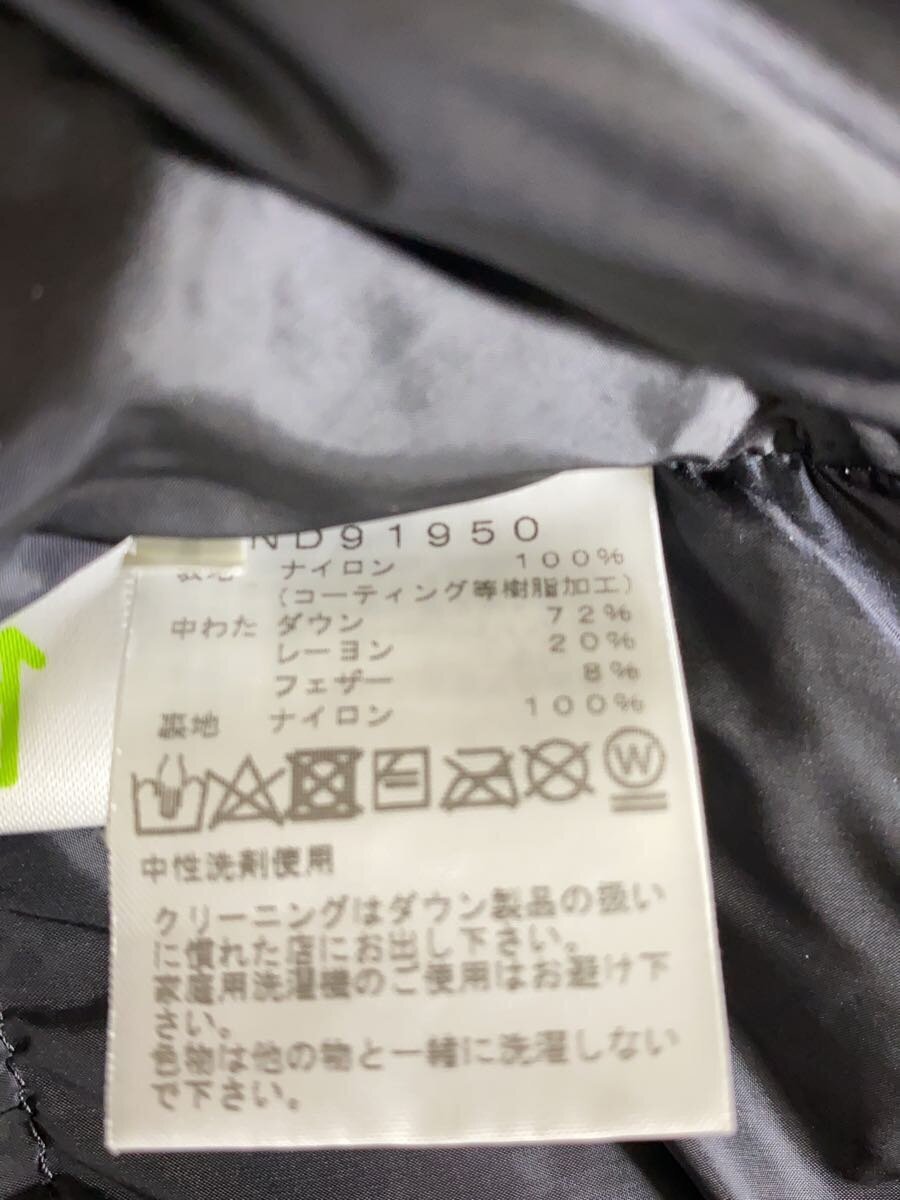 ND91950
表地 ナイロン 100%
(コーティング等樹脂加工)
中わた ダウン 72%
レーヨン 20%
フェザー 8%
裏地 ナイロン 100%
W
中性洗剤使用
クリーニングはダウン製品の扱い
に慣れた店にお出し下さい。
家庭用洗濯機のご使用はお避け下
さい。
色物は他の物と一緒に洗濯しない
で下さい。